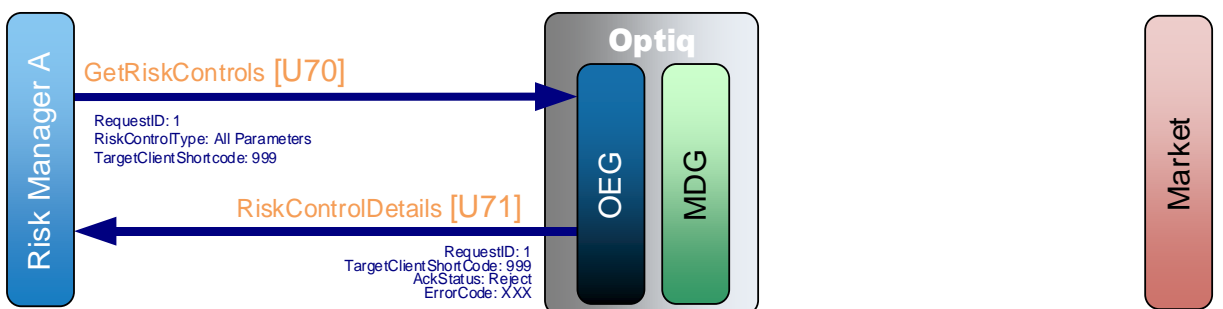 Optiq
Risk Manager A
GetRiskControls [U70]
RequestID: 1
RiskControlType: All Parameters
TargetClientShortcode: 999
RiskControlDetails [U71]
RequestID: 1
TargetClientShortCode: 999
AckStatus: Reject
ErrorCode: XXX
OEG
MDG
Market